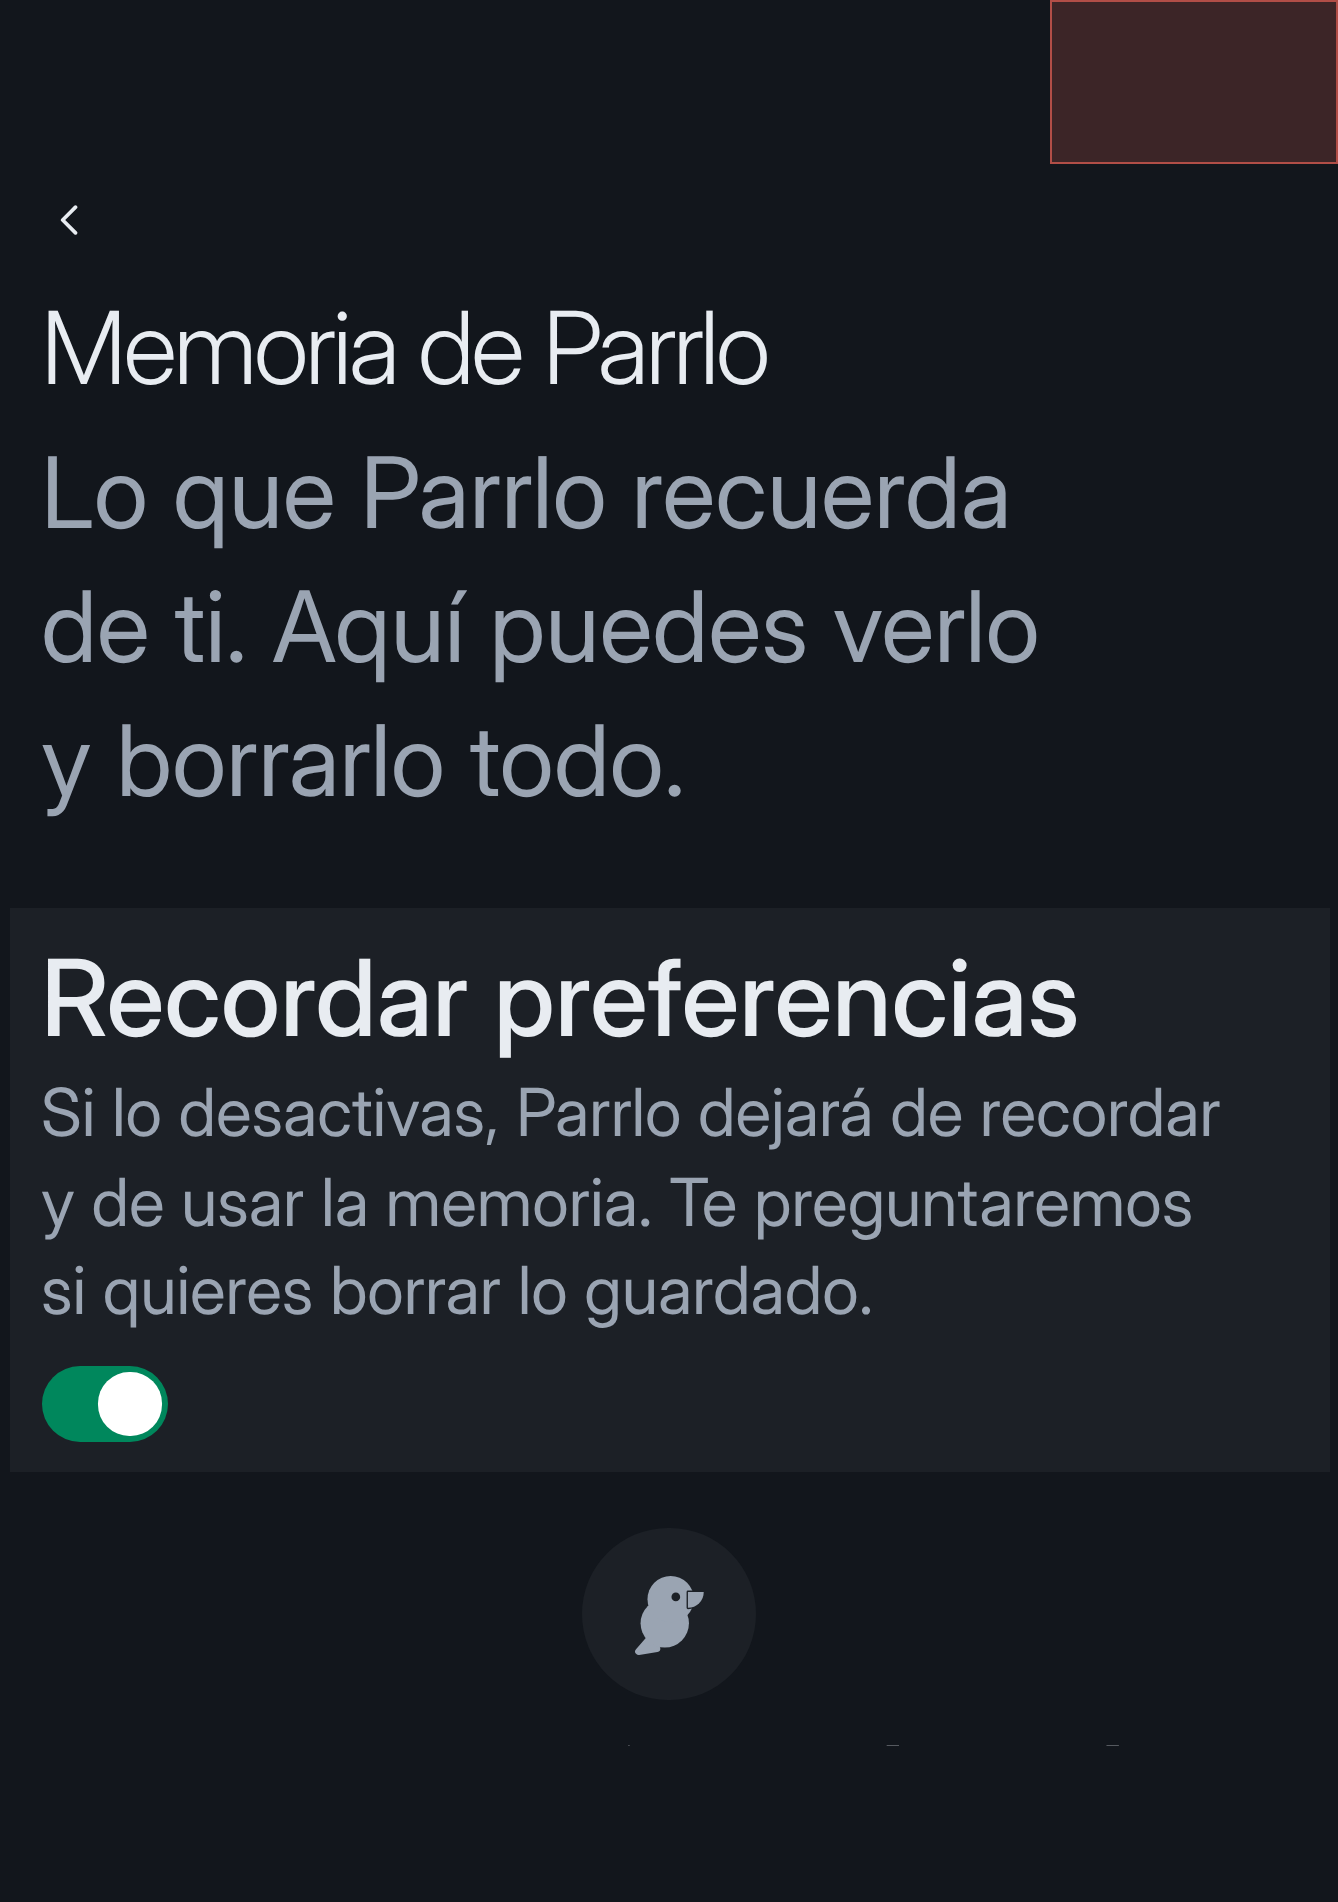 Memoria de Parrlo
Lo que Parrlo recuerda
de ti. Aquí puedes verlo
y borrarlo todo.
Recordar preferencias
Si lo desactivas, Parrlo dejará de recordar
y de usar la memoria. Te preguntaremos
si quieres borrar lo guardado.